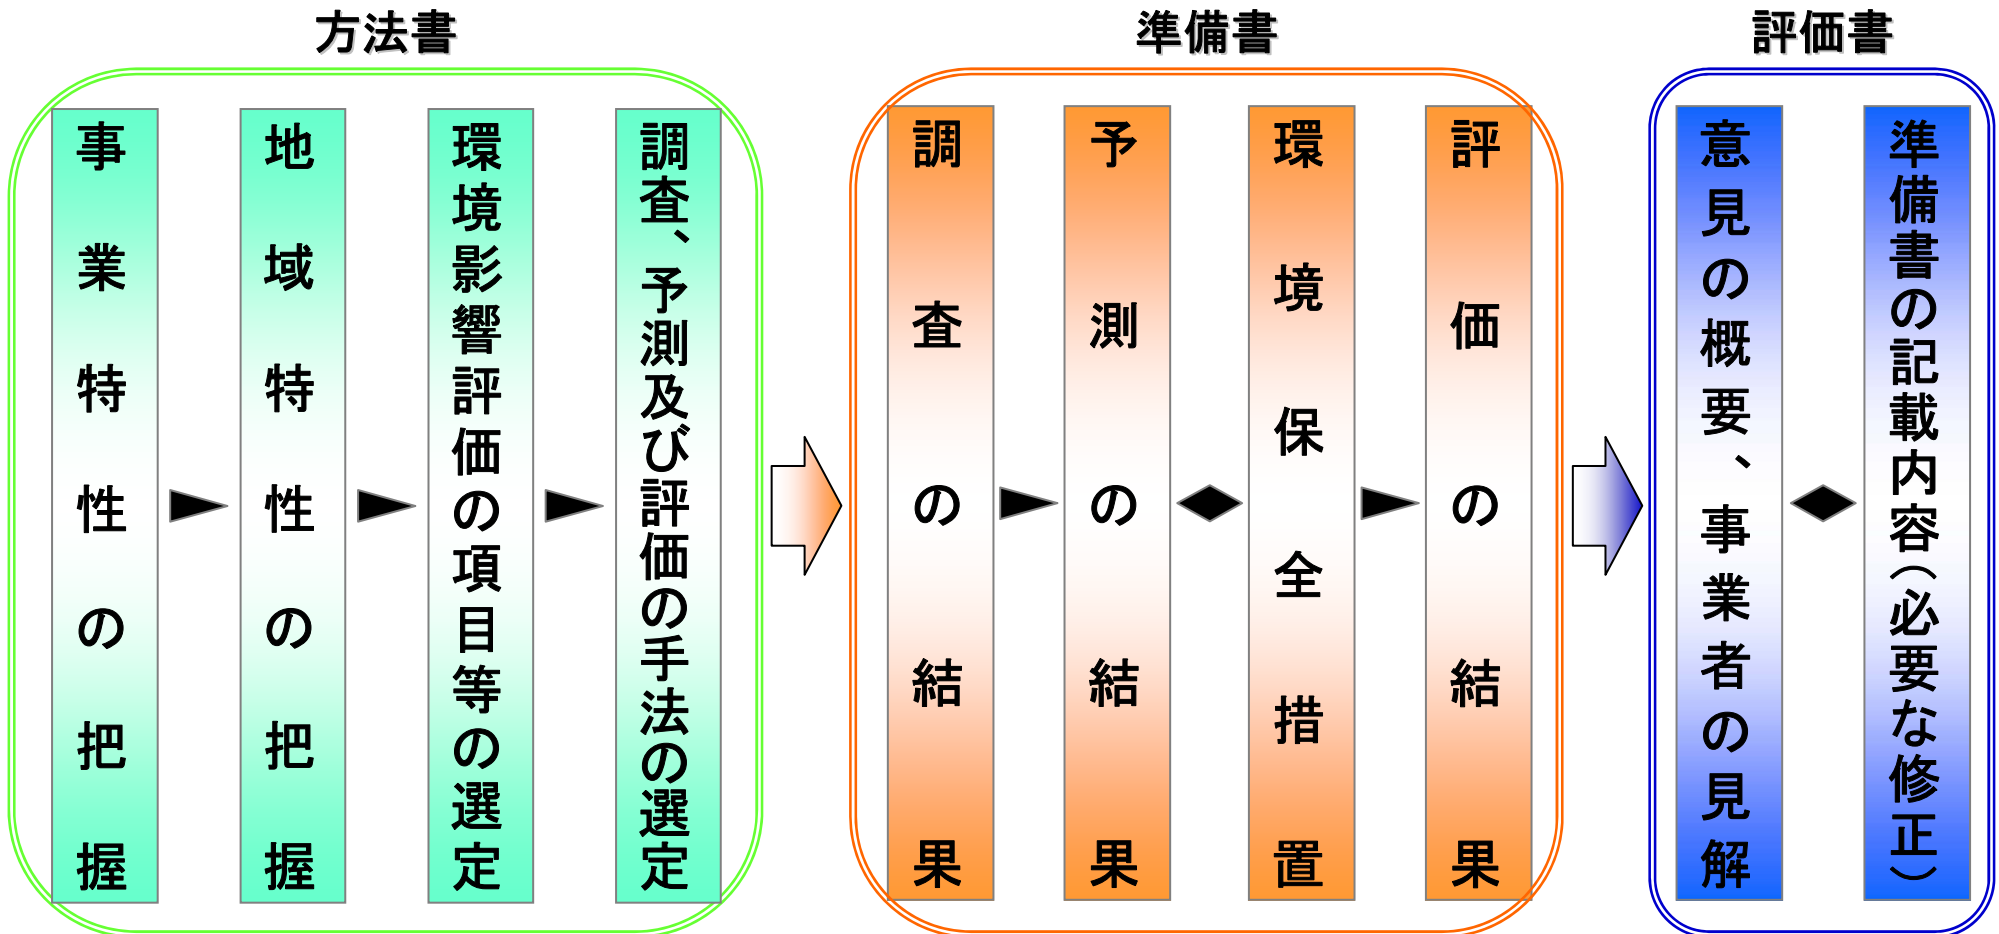 方法書
事業特性の把握
地域特性の把握
環境影響評価の項目等の選定
調査、予測及び評価の手法の選定
準備書
調査の結果
予測の結果
環境保全措置
評価の結果
評価書
意見の概要、事業者の見解
準備書の記載内容（必要な修正）